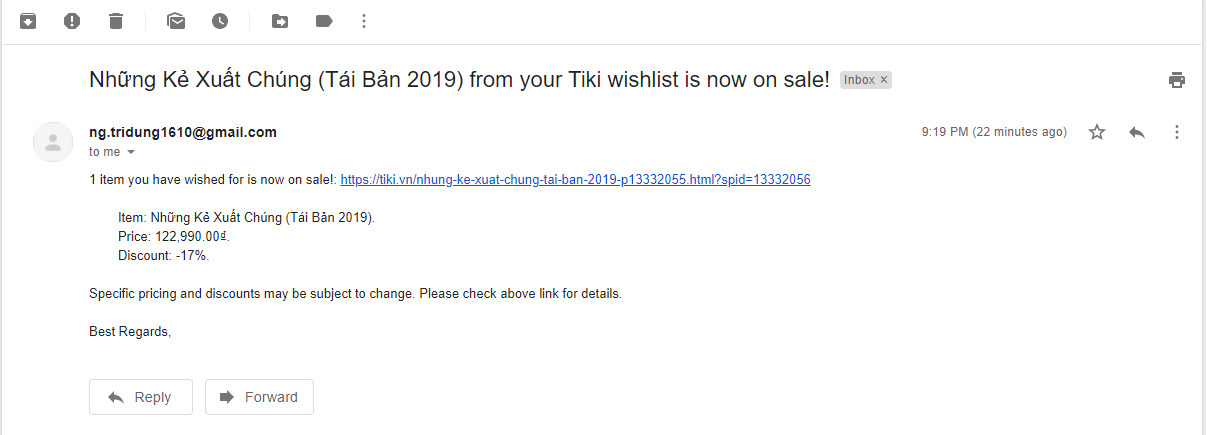 Những Kẻ Xuất Chúng (Tái Bản 2019) from your Tiki wishlist is now on sale! Inbox ×
ng.tridung1610@gmail.com 9:19 PM (22 minutes ago)
to me
1 item you have wished for is now on sale!: https://tiki.vn/nhung-ke-xuat-chung-tai-ban-2019-p13332055.html?spid=13332056
Item: Những Kẻ Xuất Chúng (Tái Bản 2019).
Price: 122,990.00₫.
Discount: -17%.
Specific pricing and discounts may be subject to change. Please check above link for details.
Best Regards,
Reply Forward